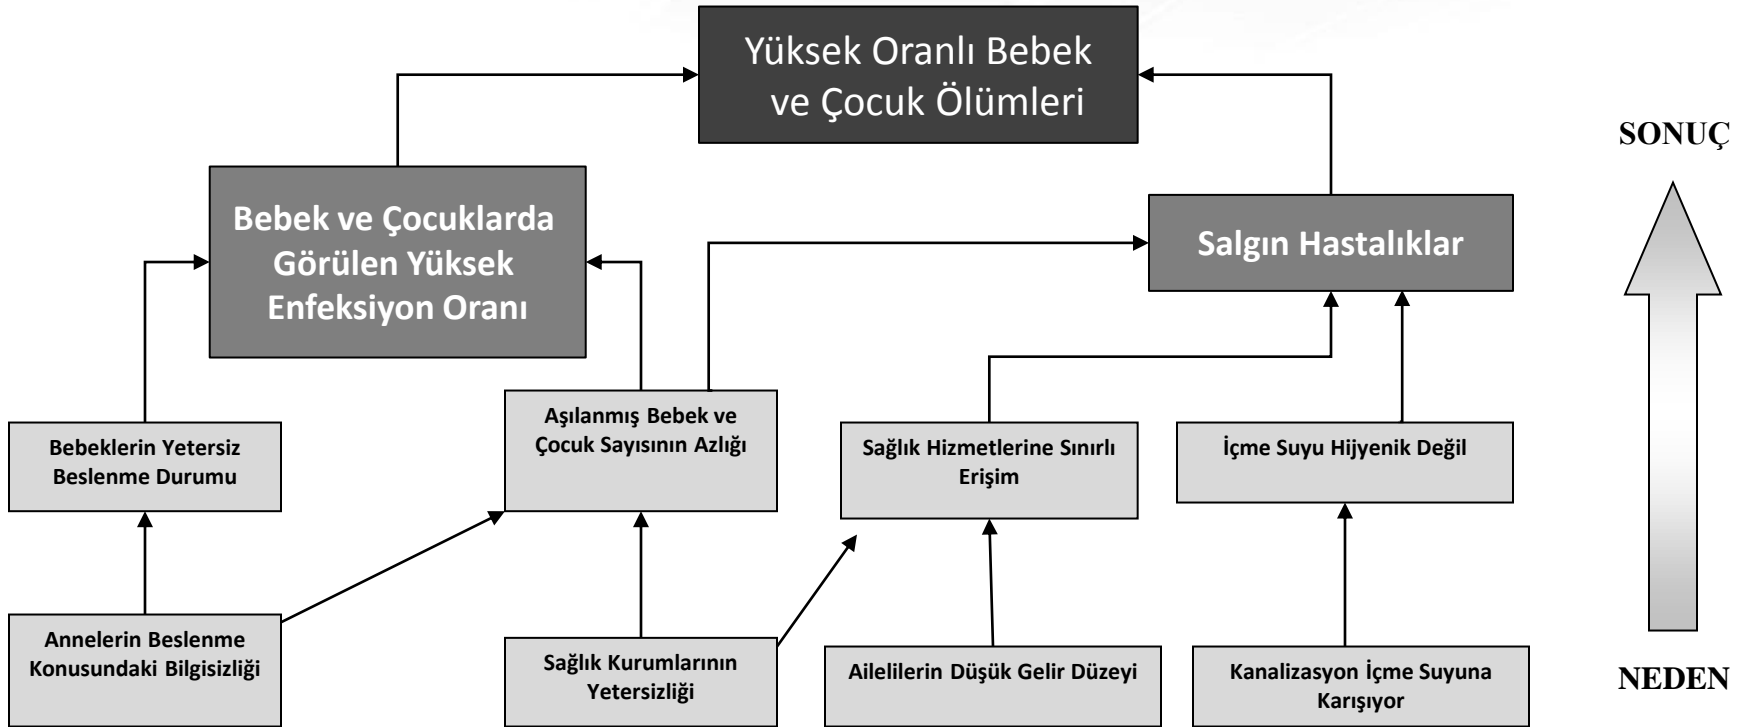 Yüksek Oranlı Bebek
ve Çocuk Ölümleri
SONUÇ
Bebek ve Çocuklarda
Görülen Yüksek
Enfeksiyon Oranı
Salgın Hastalıklar
Bebeklerin Yetersiz
Beslenme Durumu
Aşılanmış Bebek ve
Çocuk Sayısının Azlığı
Sağlık Hizmetlerine Sınırlı
Erişim
İçme Suyu Hijyenik Değil
Annelerin Beslenme
Konusundaki Bilgisizliği
Sağlık Kurumlarının
Yetersizliği
Ailelilerin Düşük Gelir Düzeyi
Kanalizasyon İçme Suyuna
Karışıyor
NEDEN